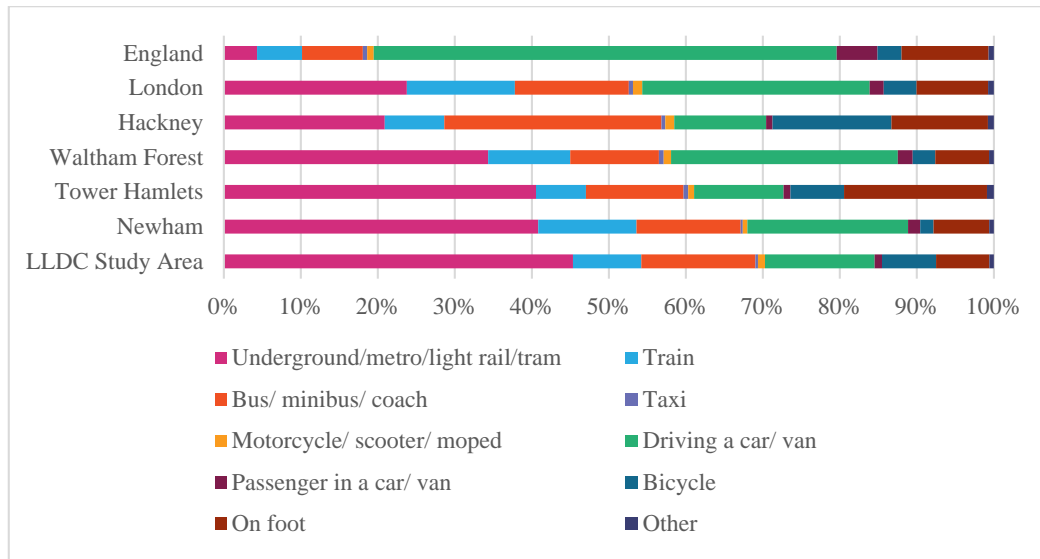 England
London
Hackney
Waltham Forest
Tower Hamlets
Newham
LLDC Study Area
0% 10% 20% 30% 40% 50% 60% 70% 80% 90% 100%
Underground/metro/light rail/tram Train
Bus/ minibus/ coach Taxi
Motorcycle/ scooter/ moped Driving a car/ van
Passenger in a car/ van Bicycle
On foot Other